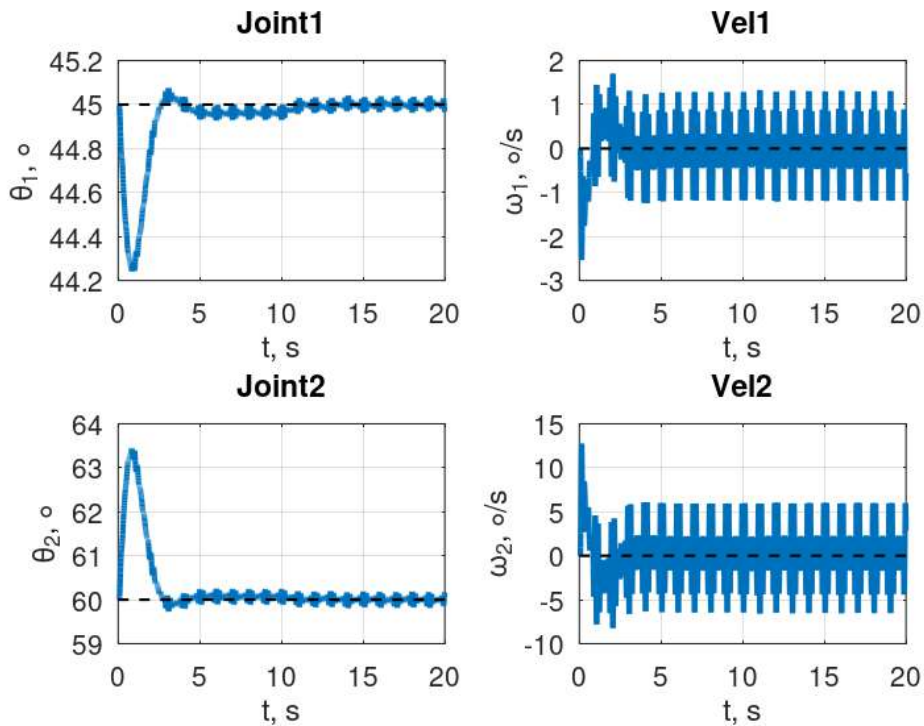 Joint1
45.2
45
44.8
44.6
44.4
44.2
θ1, °
0 5 10 15 20
t, s
Vel1
2
1
0
-1
-2
-3
ω1, °/s
0 5 10 15 20
t, s
Joint2
64
63
62
61
60
59
θ2, °
0 5 10 15 20
t, s
Vel2
15
10
5
0
-5
-10
ω2, °/s
0 5 10 15 20
t, s